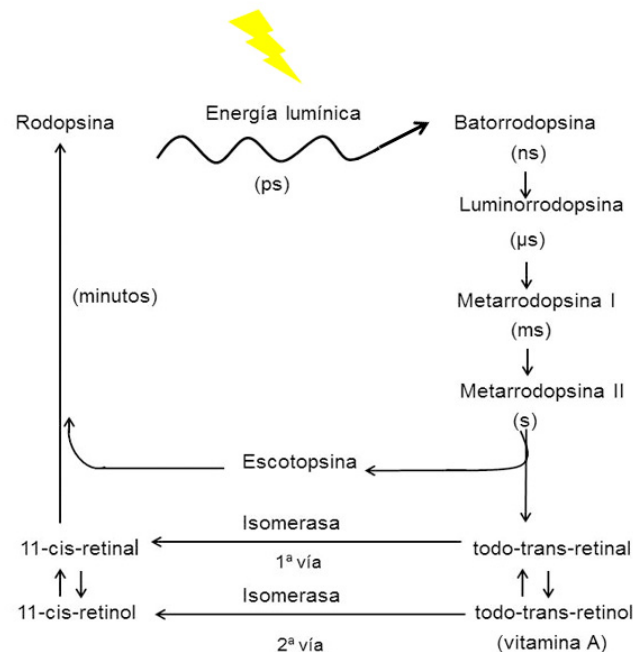 Energía lumínica
Rodopsina
Batorrodopsina
(ps)
(ns)
Luminorrodopsina
(µs)
(minutos)
Metarrodopsina I
(ms)
Metarrodopsina II
(s)
Escotopsina
Isomerasa
11-cis-retinal
todo-trans-retinal
1ª vía
Isomerasa
11-cis-retinol
todo-trans-retinol
2ª vía
(vitamina A)